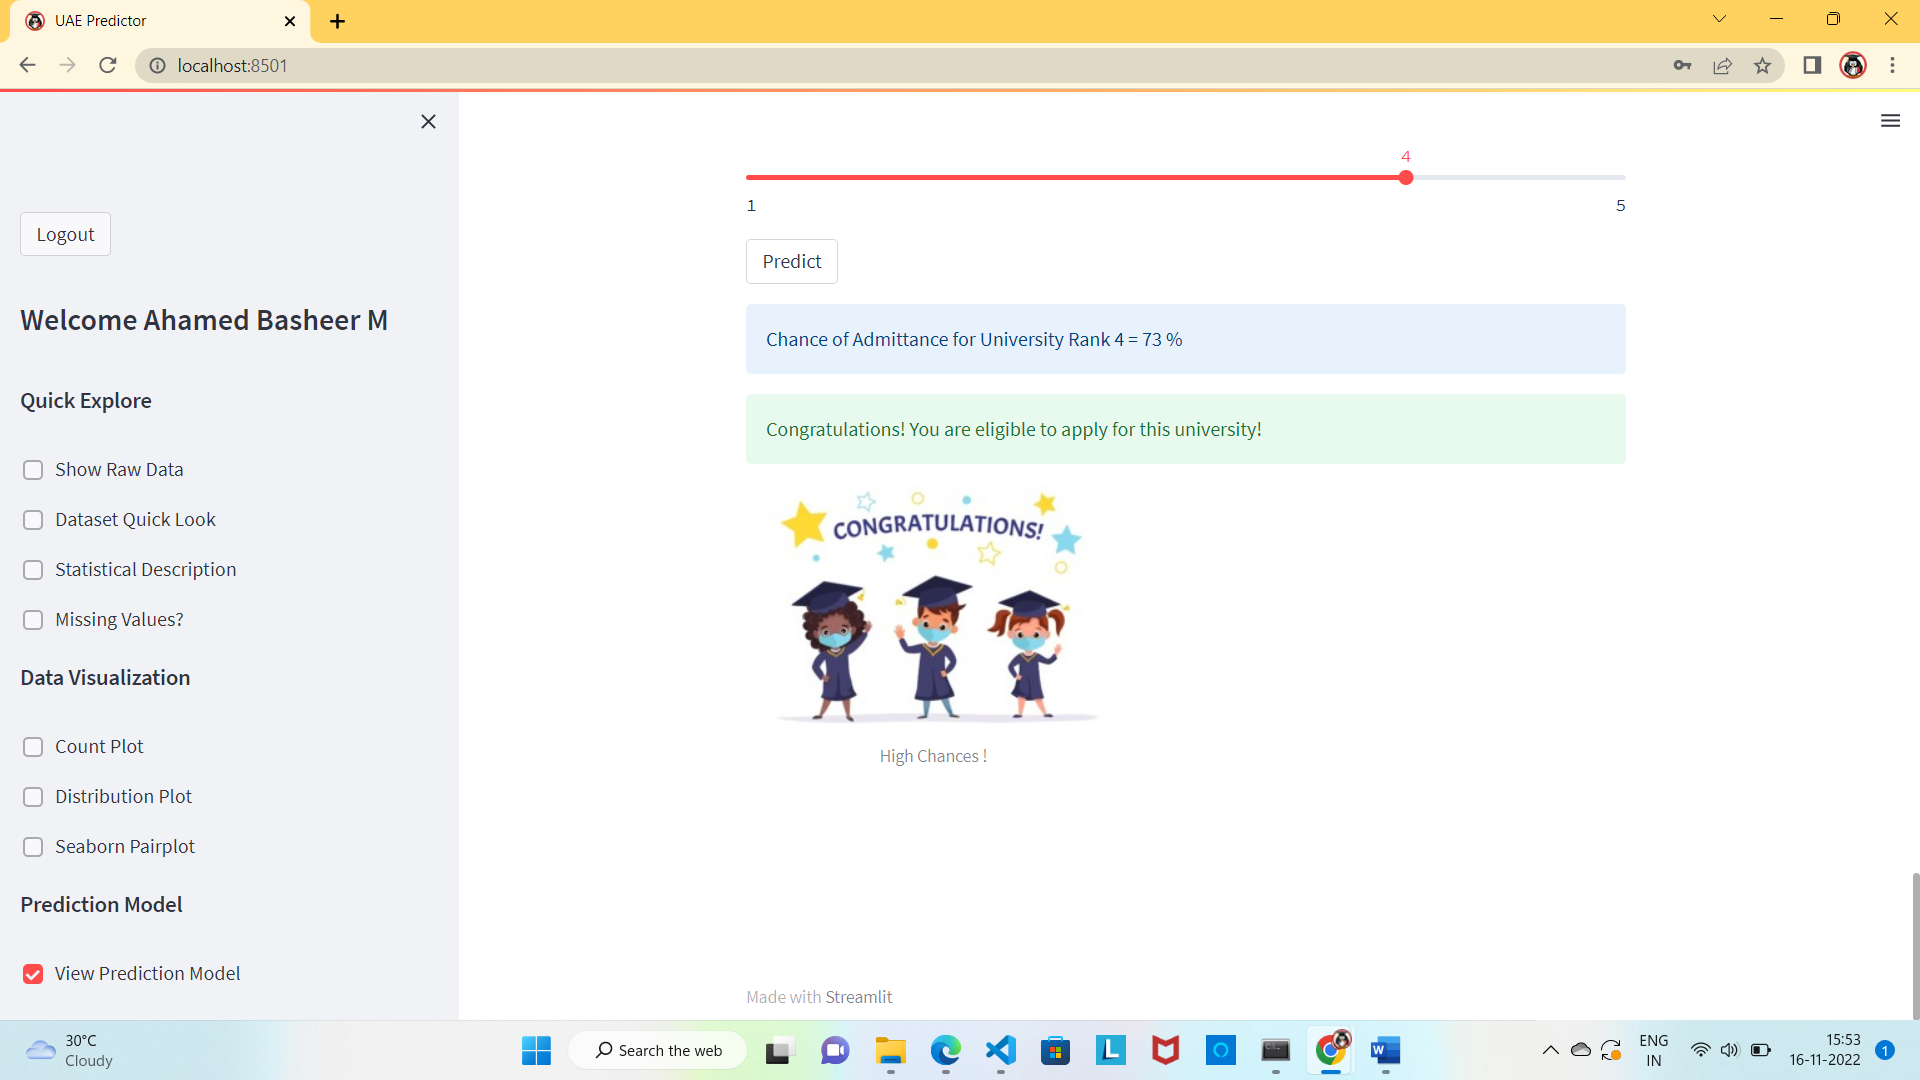 UAE Predictor
localhost:8501
Logout
Welcome Ahamed Basheer M
Quick Explore
Show Raw Data
Dataset Quick Look
Statistical Description
Missing Values?
Data Visualization
Count Plot
Distribution Plot
Seaborn Pairplot
Prediction Model
View Prediction Model
4
1
5
Predict
Chance of Admittance for University Rank 4 = 73 %
Congratulations! You are eligible to apply for this university!
CONGRATULATIONS!
High Chances !
Made with Streamlit
30°C
Cloudy
Search the web
L
W
ENG
IN
15:53
16-11-2022
1